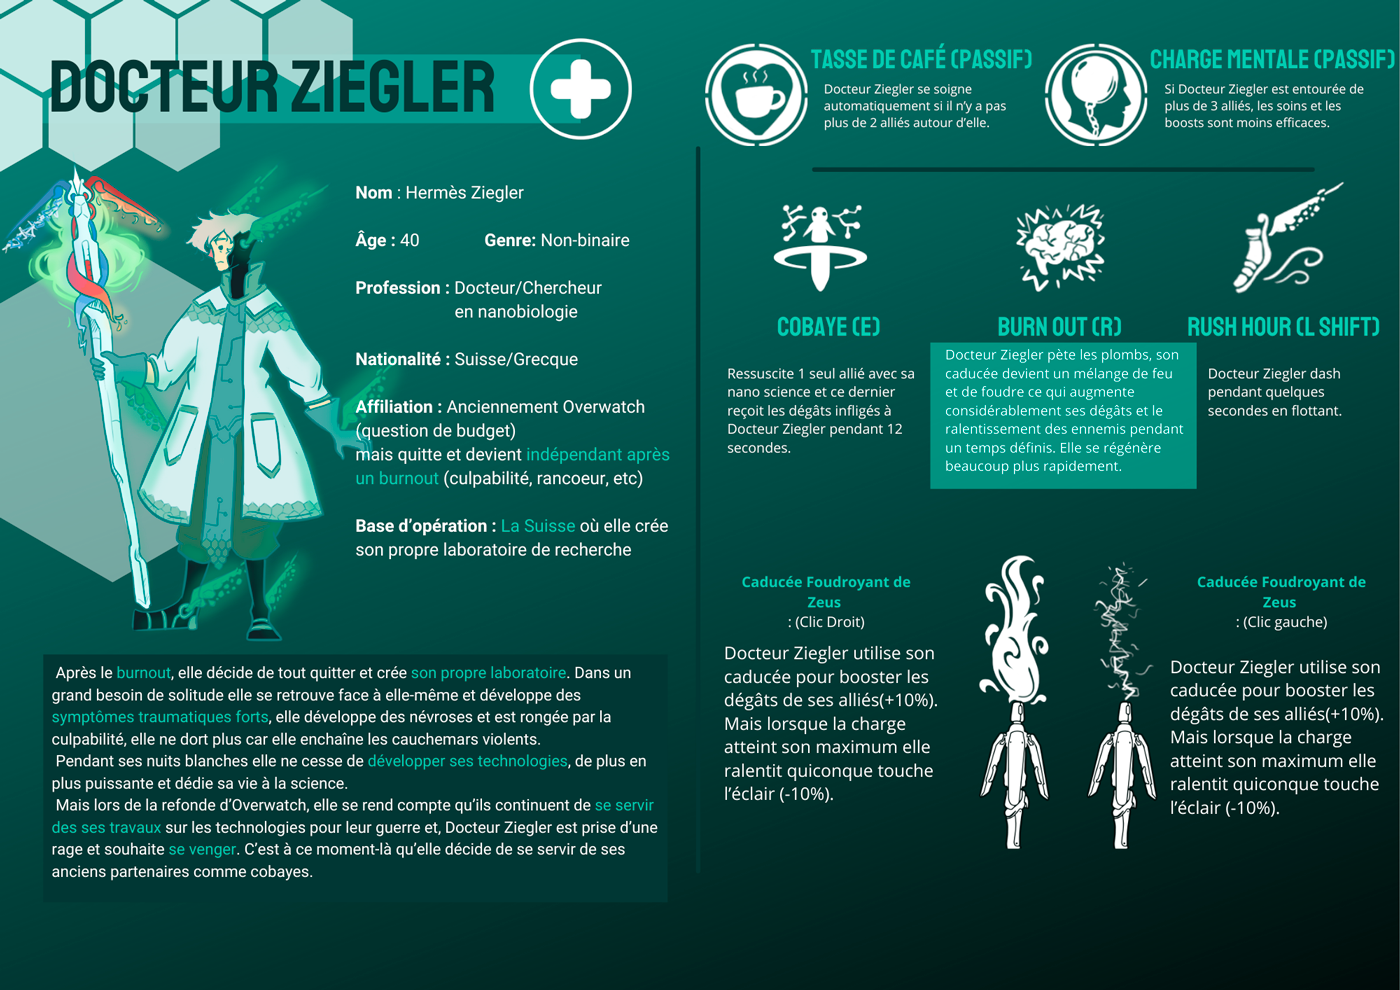 DOCTEUR ZIEGLER
Nom : Hermès Ziegler
Âge : 40 Genre: Non-binaire
Profession : Docteur/Chercheur
en nanobiologie
Nationalité : Suisse/Grecque
Affiliation : Anciennement Overwatch
(question de budget)
mais quitte et devient indépendant après
un burnout (culpabilité, rancoeur, etc)
Base d’opération : La Suisse où elle crée
son propre laboratoire de recherche
Après le burnout, elle décide de tout quitter et crée son propre laboratoire. Dans un
grand besoin de solitude elle se retrouve face à elle-même et développe des
symptômes traumatiques forts, elle développe des névroses et est rongée par la
culpabilité, elle ne dort plus car elle enchaîne les cauchemars violents.
Pendant ses nuits blanches elle ne cesse de développer ses technologies, de plus en
plus puissante et dédie sa vie à la science.
Mais lors de la refonde d’Overwatch, elle se rend compte qu’ils continuent de se servir
des ses travaux sur les technologies pour leur guerre et, Docteur Ziegler est prise d’une
rage et souhaite se venger. C’est à ce moment-là qu’elle décide de se servir de ses
anciens partenaires comme cobayes.
TASSE DE CAFÉ (PASSIF)
Docteur Ziegler se soigne
automatiquement si il n’y a pas
plus de 2 alliés autour d’elle.
CHARGE MENTALE (PASSIF)
Si Docteur Ziegler est entourée de
plus de 3 alliés, les soins et les
boosts sont moins efficaces.
COBAYE (E)
Ressuscite 1 seul allié avec sa
nano science et ce dernier
reçoit les dégâts infligés à
Docteur Ziegler pendant 12
secondes.
BURN OUT (R)
Docteur Ziegler pète les plombs, son
caducée devient un mélange de feu
et de foudre ce qui augmente
considérablement ses dégâts et le
ralentissement des ennemis pendant
un temps définis. Elle se régénère
beaucoup plus rapidement.
RUSH HOUR (L SHIFT)
Docteur Ziegler dash
pendant quelques
secondes en flottant.
Caducée Foudroyant de
Zeus
: (Clic Droit)
Docteur Ziegler utilise son
caducée pour booster les
dégâts de ses alliés(+10%).
Mais lorsque la charge
atteint son maximum elle
ralentit quiconque touche
l’éclair (-10%).
Caducée Foudroyant de
Zeus
: (Clic gauche)
Docteur Ziegler utilise son
caducée pour booster les
dégâts de ses alliés(+10%).
Mais lorsque la charge
atteint son maximum elle
ralentit quiconque touche
l’éclair (-10%).